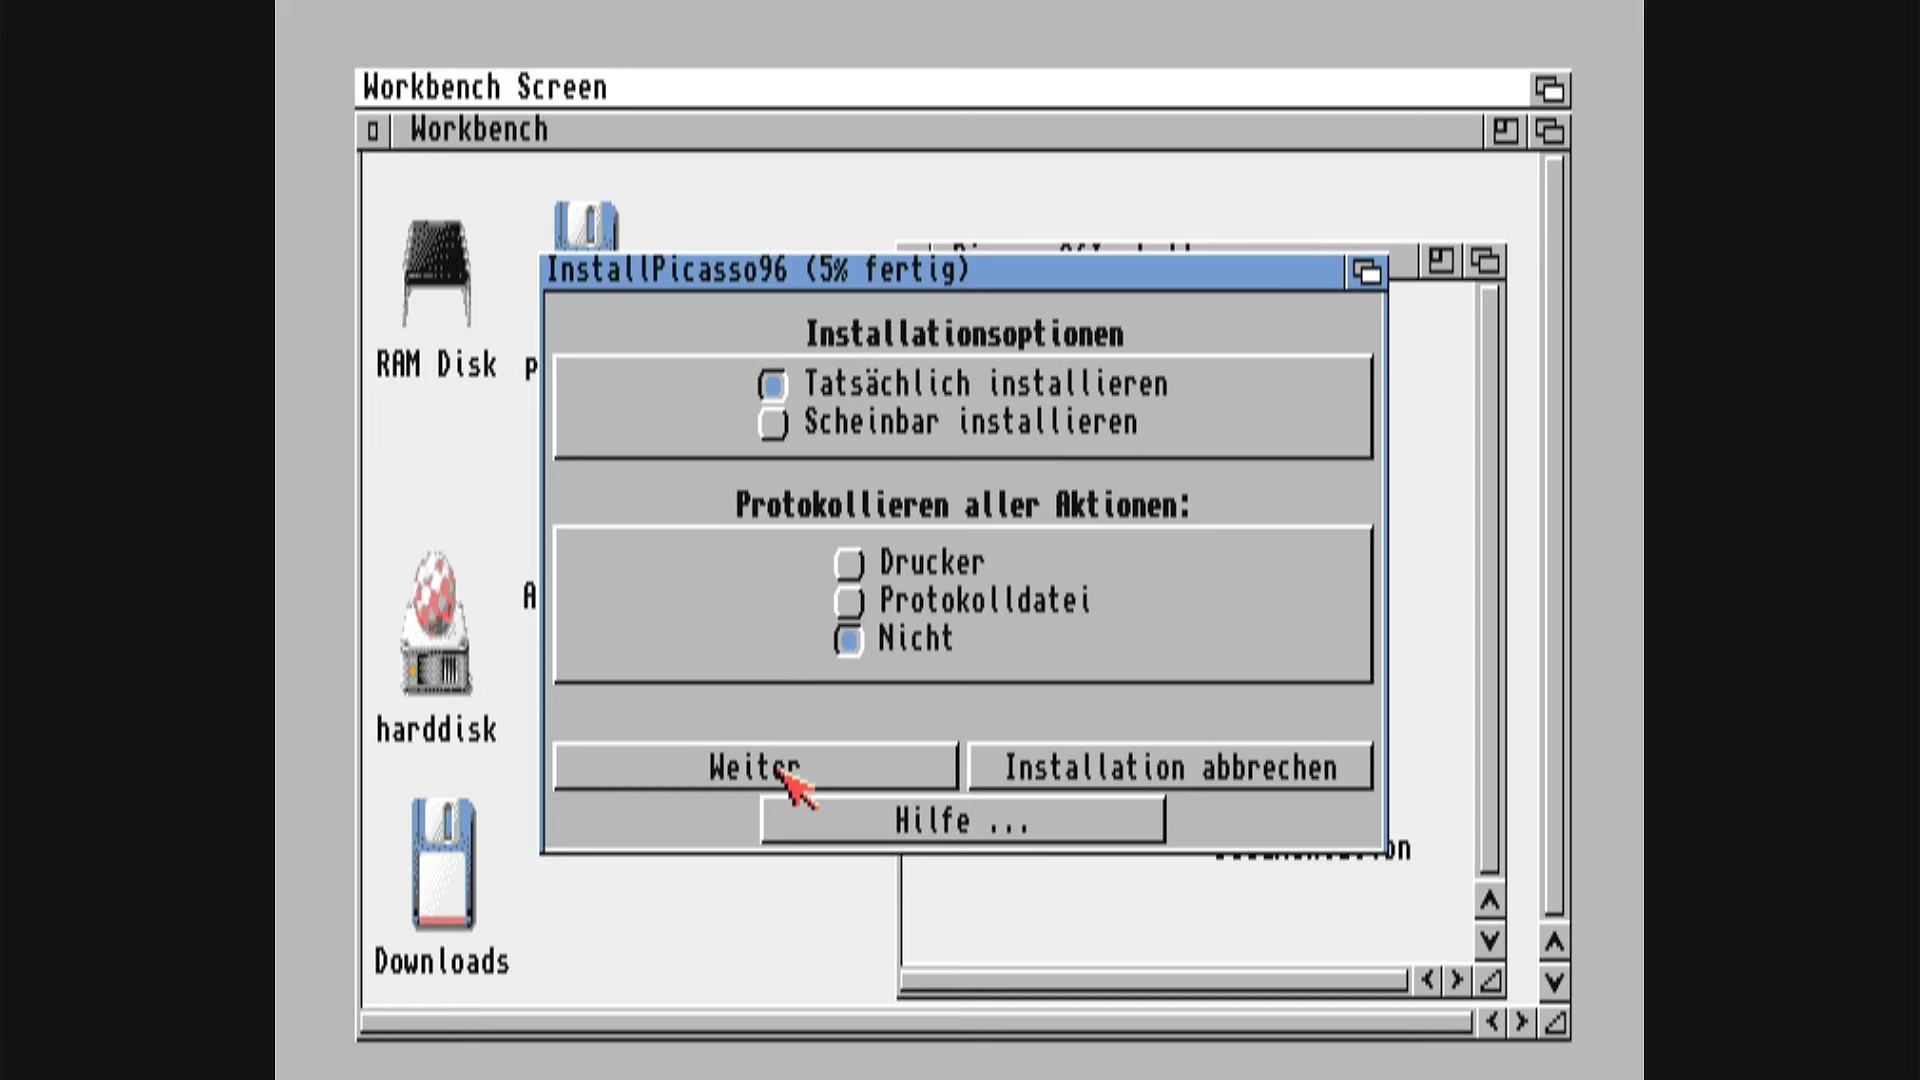 Workbench Screen
Workbench
InstallPicasso96 (5% fertig)
Installationsoptionen
Tatsächlich installieren
Scheinbar installieren
RAM Disk
Protokollieren aller Aktionen:
Drucker
Protokolldatei
Nicht
harddisk
Weiter
Installation abbrechen
Hilfe ...
Downloads